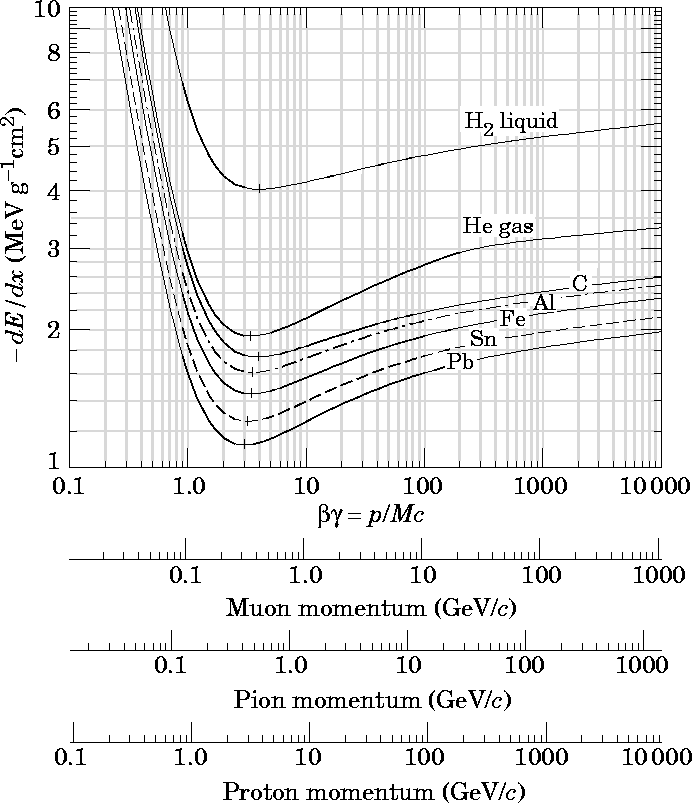 10
8
6
5
4
3
2
1
−dE/dx (MeV g⁻¹cm²)
H₂ liquid
He gas
C
Al
Fe
Sn
Pb
0.1 1.0 10 100 1000 10 000
βγ = p/Mc
0.1 1.0 10 100 1000
Muon momentum (GeV/c)
0.1 1.0 10 100 1000
Pion momentum (GeV/c)
0.1 1.0 10 100 1000 10 000
Proton momentum (GeV/c)